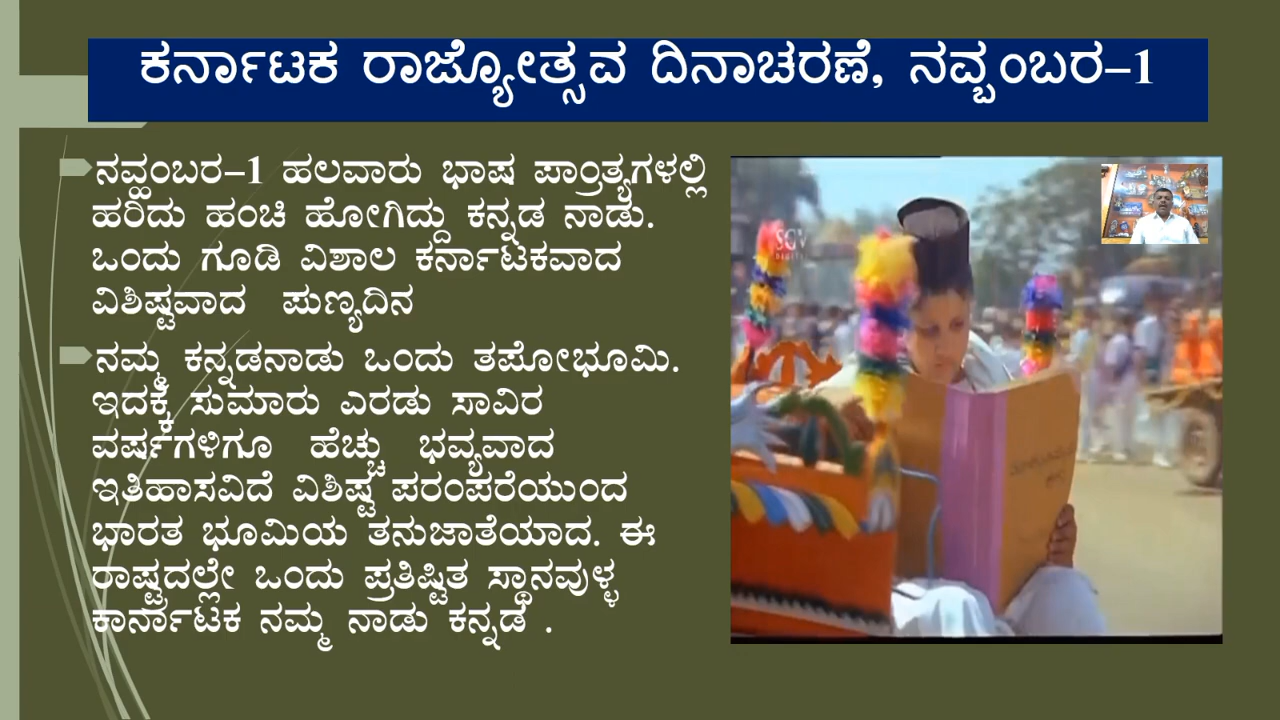 ಕರ್ನಾಟಕ ರಾಜ್ಯೋತ್ಸವ ದಿನಾಚರಣೆ, ನವ್ಬಂಬರ–1
ನವ್ಹಂಬರ–1 ಹಲವಾರು ಭಾಷ ಪಾಂತ್ರ್ಯಗಳಲ್ಲಿ
ಹರಿದು ಹಂಚಿ ಹೋಗಿದ್ದು ಕನ್ನಡ ನಾಡು.
ಒಂದು ಗೂಡಿ ವಿಶಾಲ ಕರ್ನಾಟಕವಾದ
ವಿಶಿಷ್ಟವಾದ ಪುಣ್ಯದಿನ
ನಮ್ಮ ಕನ್ನಡನಾಡು ಒಂದು ತಪೋಭೂಮಿ.
ಇದಕ್ಕೆ ಸುಮಾರು ಎರಡು ಸಾವಿರ
ವರ್ಷಗಳಿಗೂ ಹೆಚ್ಚು ಭವ್ಯವಾದ
ಇತಿಹಾಸವಿದೆ ವಿಶಿಷ್ಟ ಪರಂಪರೆಯುಂದ
ಭಾರತ ಭೂಮಿಯ ತನುಜಾತೆಯಾದ. ಈ
ರಾಷ್ಟ್ರದಲ್ಲೇ ಒಂದು ಪ್ರತಿಷ್ಟಿತ ಸ್ಥಾನವುಳ್ಳ
ಕಾರ್ನಾಟಕ ನಮ್ಮ ನಾಡು ಕನ್ನಡ .
SGV